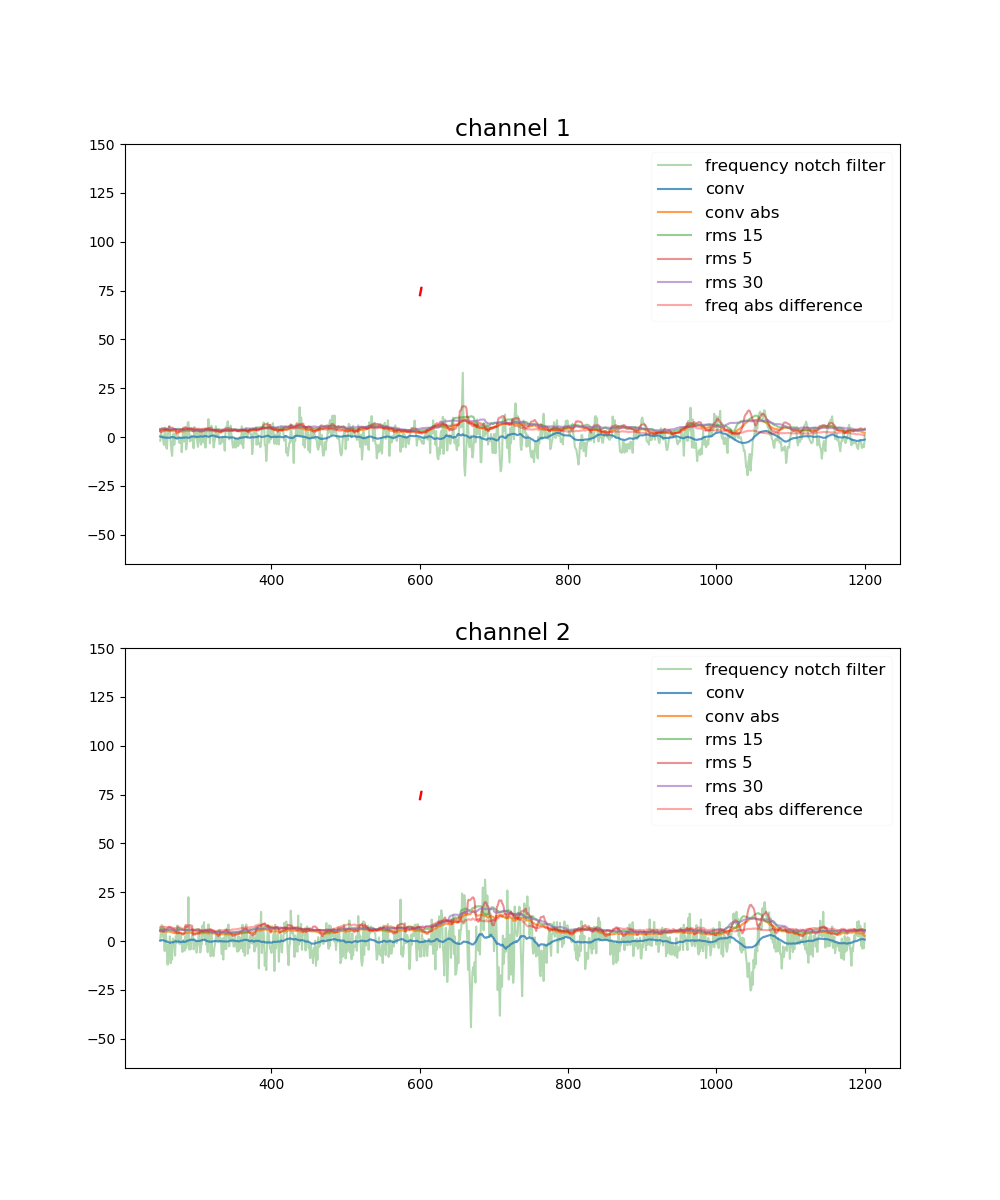 channel 1
150
125
100
75
50
25
0
−25
−50
400 600 800 1000 1200
frequency notch filter
conv
conv abs
rms 15
rms 5
rms 30
freq abs difference
channel 2
150
125
100
75
50
25
0
−25
−50
400 600 800 1000 1200
frequency notch filter
conv
conv abs
rms 15
rms 5
rms 30
freq abs difference